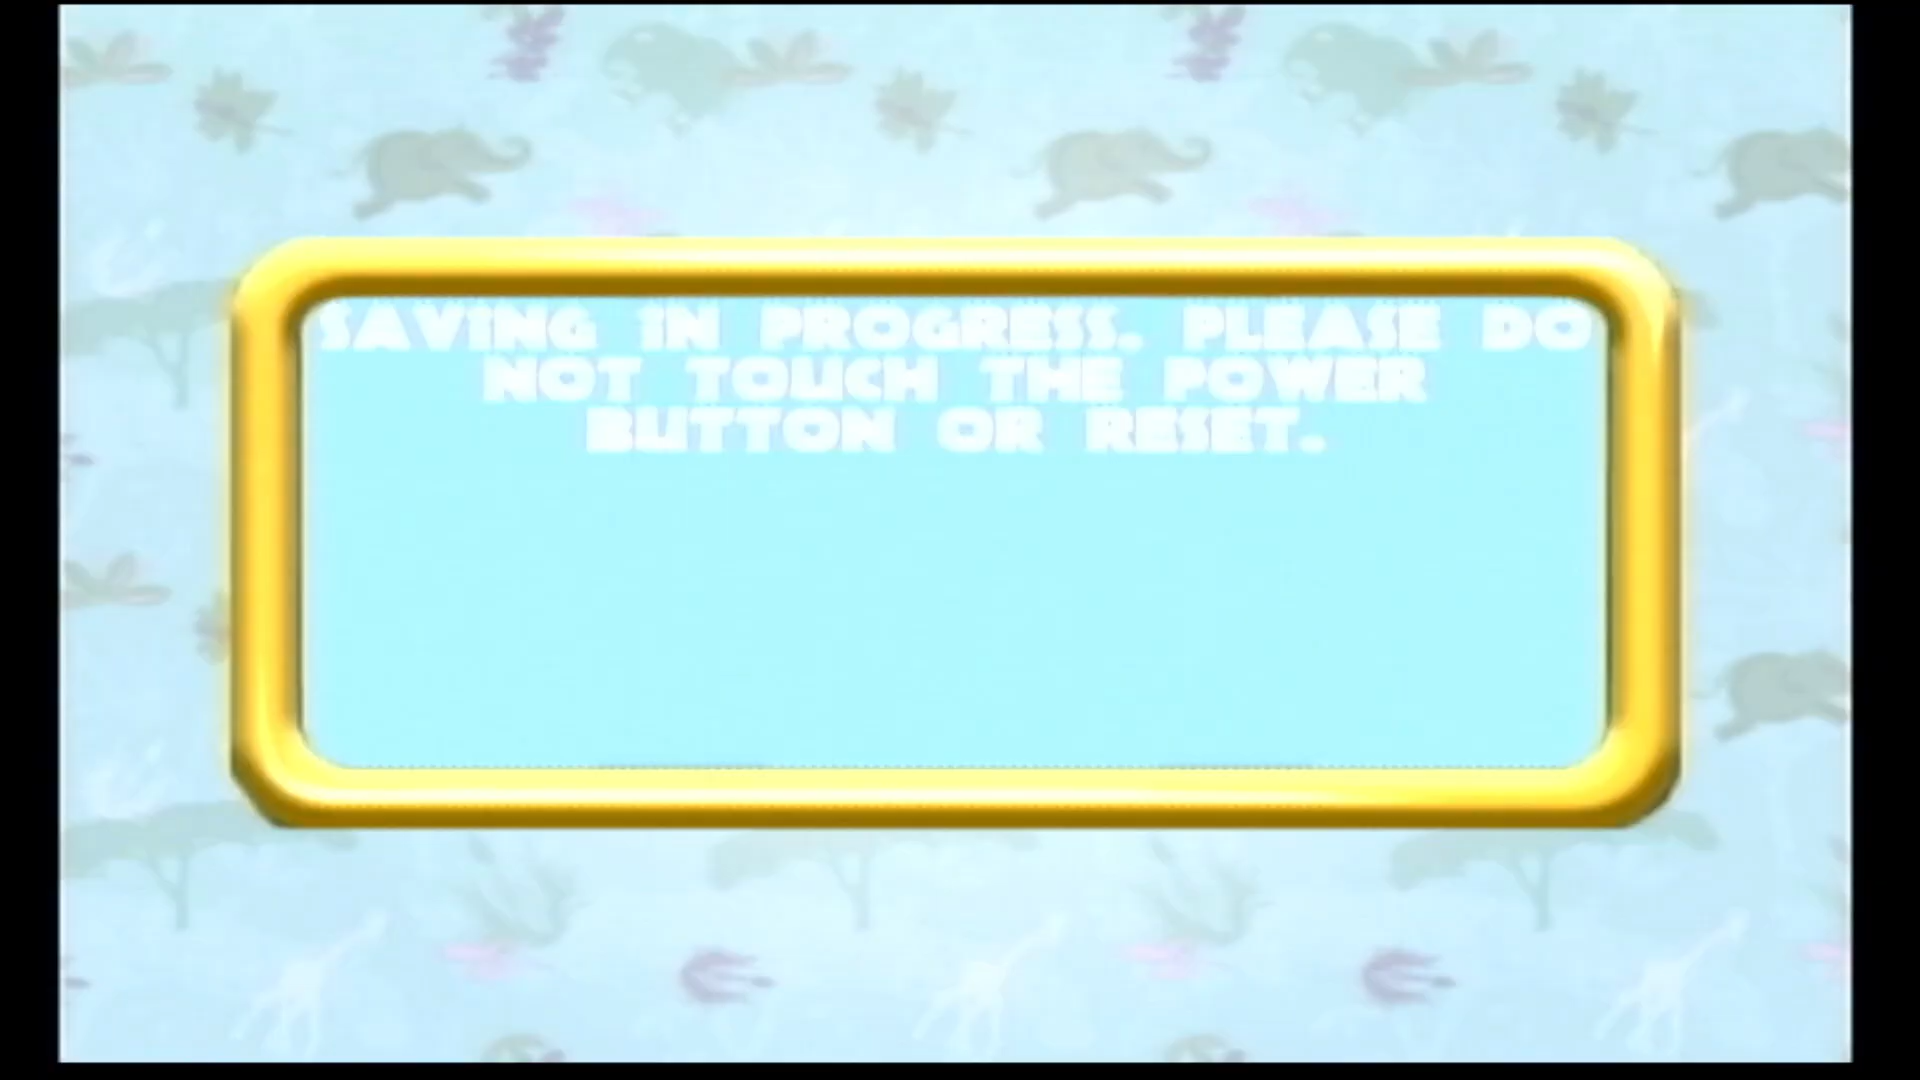 SAVING IN PROGRESS. PLEASE DO
NOT TOUCH THE POWER
BUTTON OR RESET.